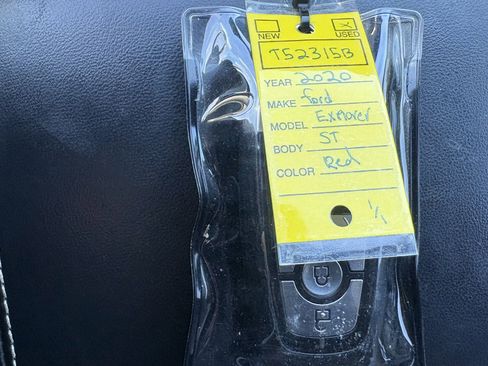 NEW USED
T52315B
YEAR 2020
MAKE ford
MODEL Explorer
BODY ST
COLOR Red
1/1